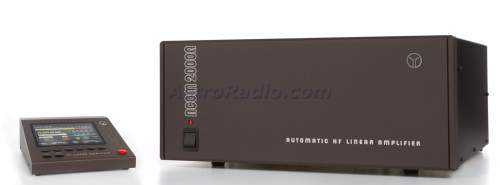 ACOM 2000A
AstroRadio.com
AUTOMATIC HF LINEAR AMPLIFIER